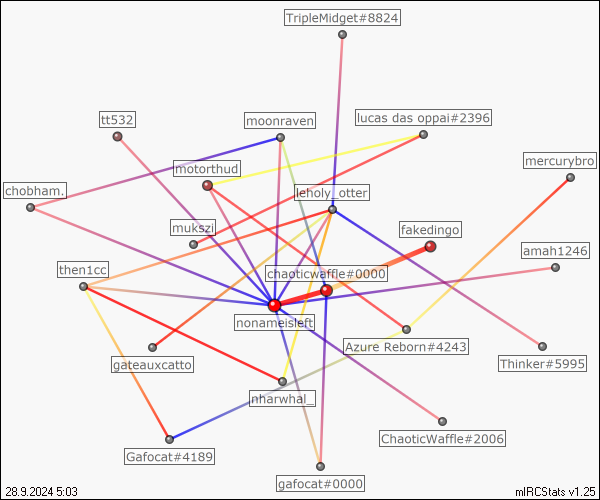 TripleMidget#8824
tt532
moonraven
lucas das oppai#2396
mercurybro
motorthud
chobham.
leholy_otter
mukszi
fakedingo
amah1246
then1cc
chaoticwaffle#0000
nonameisleft
Azure Reborn#4243
gateauxcatto
Thinker#5995
nharwhal_
ChaoticWaffle#2006
Gafocat#4189
gafocat#0000
28.9.2024 5:03
mIRCStats v1.25